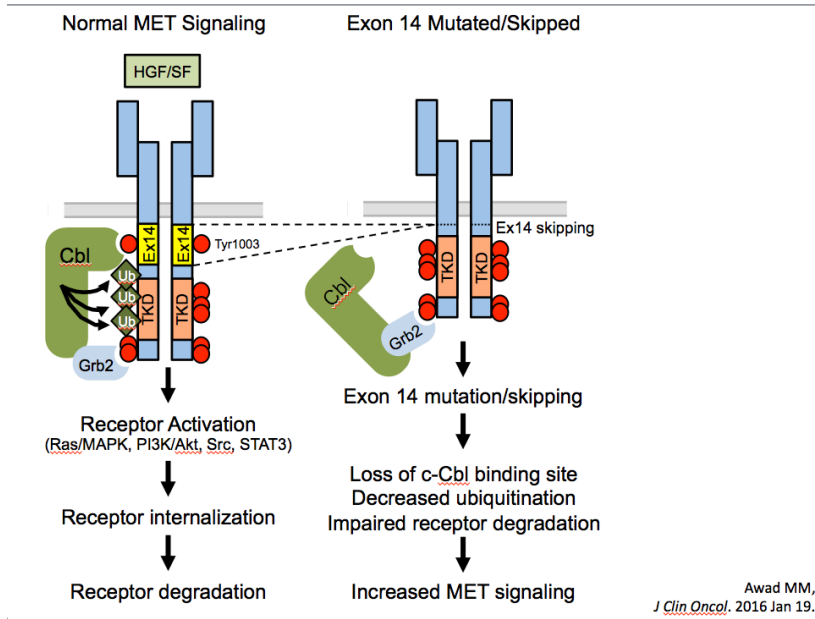 Normal MET Signaling
Exon 14 Mutated/Skipped
HGF/SF
Ex14
Ex14
Tyr1003
Cbl
Ub
Ub
Ub
TKD
TKD
Grb2
Receptor Activation
(Ras/MAPK, PI3K/Akt, Src, STAT3)
Receptor internalization
Receptor degradation
Ex14 skipping
TKD
TKD
Cbl
Grb2
Exon 14 mutation/skipping
Loss of c-Cbl binding site
Decreased ubiquitination
Impaired receptor degradation
Increased MET signaling
Awad MM,
J Clin Oncol. 2016 Jan 19.